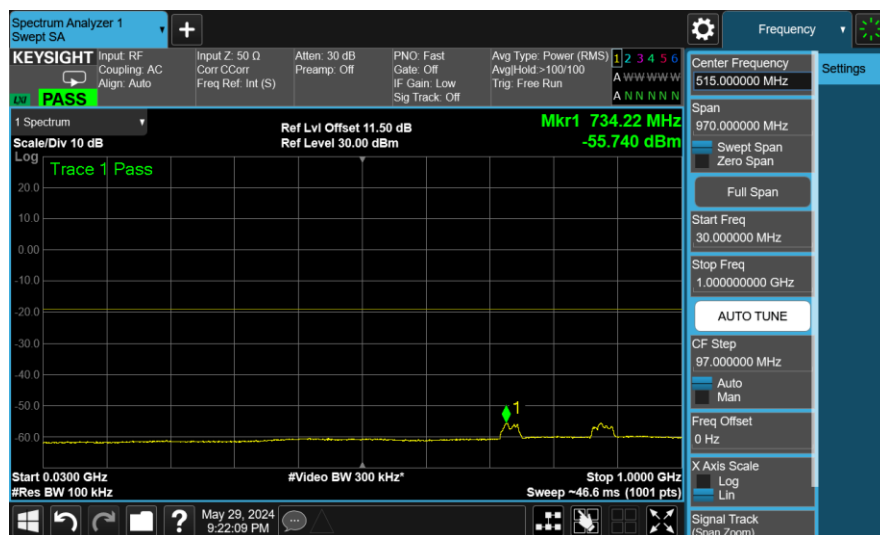 Spectrum Analyzer 1
Swept SA
Frequency
KEYSIGHT
Input: RF
Coupling: AC
Align: Auto
Input Z: 50 Ω
Corr CCorr
Freq Ref: Int (S)
Atten: 30 dB
Preamp: Off
PNO: Fast
Gate: Off
IF Gain: Low
Sig Track: Off
Avg Type: Power (RMS)
Avg|Hold:>100/100
Trig: Free Run
1 2 3 4 5 6
A W W W W W
A N N N N N
LXI PASS
1 Spectrum
Scale/Div 10 dB
Ref Lvl Offset 11.50 dB
Ref Level 30.00 dBm
Mkr1 734.22 MHz
-55.740 dBm
Log
Trace 1 Pass
20.0
10.0
0.00
-10.0
-20.0
-30.0
-40.0
-50.0
-60.0
1
Start 0.0300 GHz
#Res BW 100 kHz
#Video BW 300 kHz*
Stop 1.0000 GHz
Sweep ~46.6 ms (1001 pts)
May 29, 2024
9:22:09 PM
Center Frequency
515.000000 MHz
Settings
Span
970.000000 MHz
Swept Span
Zero Span
Full Span
Start Freq
30.000000 MHz
Stop Freq
1.000000000 GHz
AUTO TUNE
CF Step
97.000000 MHz
Auto
Man
Freq Offset
0 Hz
X Axis Scale
Log
Lin
Signal Track
(Span Zoom)